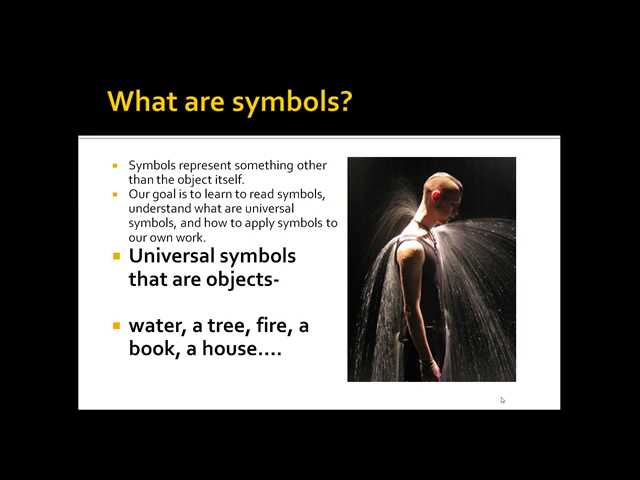 What are symbols?
Symbols represent something other
than the object itself.
Our goal is to learn to read symbols,
understand what are universal
symbols, and how to apply symbols to
our own work.
Universal symbols
that are objects-
water, a tree, fire, a
book, a house....